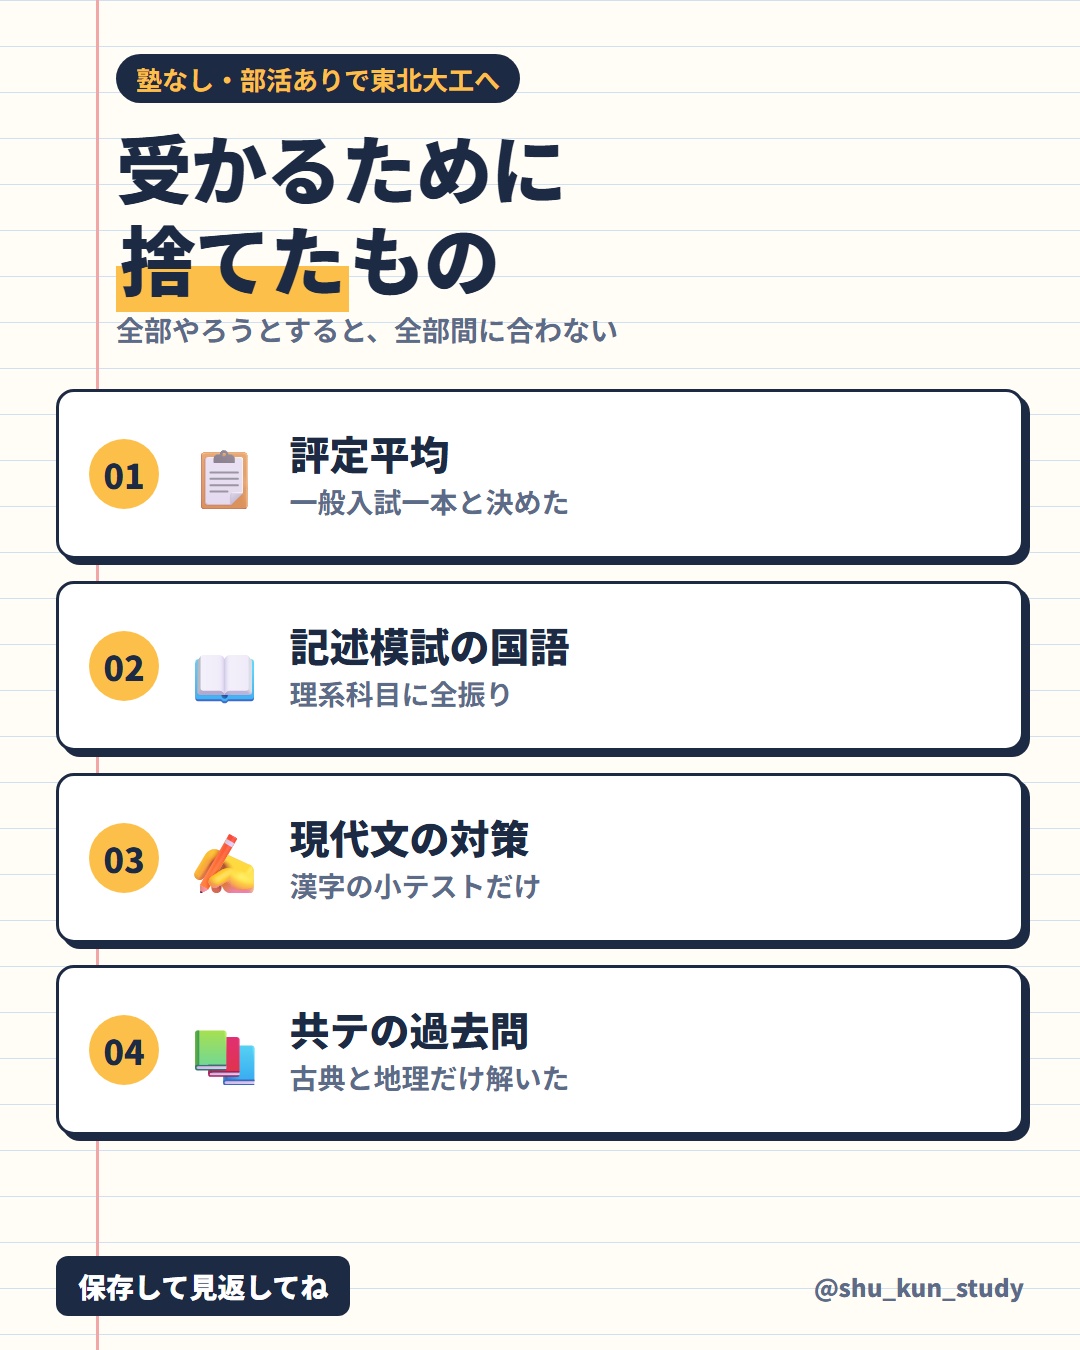 塾なし・部活ありで東北大工へ
受かるために
捨てたもの
全部やろうとすると、全部間に合わない
01
評定平均
一般入試一本と決めた
02
記述模試の国語
理系科目に全振り
03
現代文の対策
漢字の小テストだけ
04
共テの過去問
古典と地理だけ解いた
保存して見返してね
@shu_kun_study